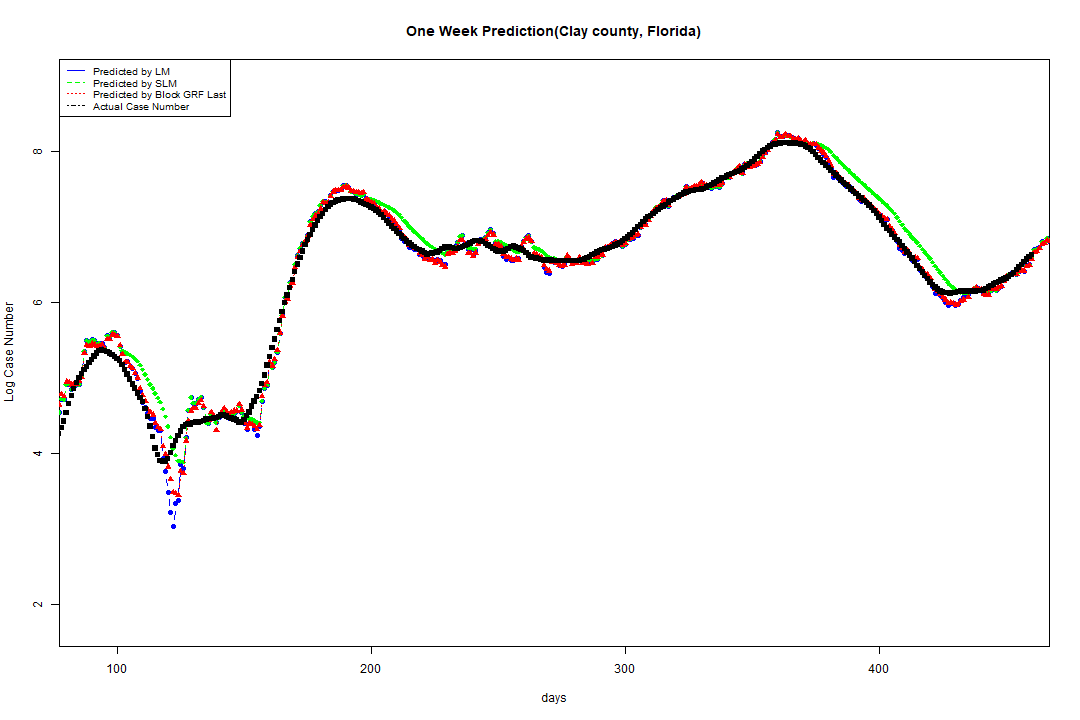 One Week Prediction(Clay county, Florida)
Predicted by LM
Predicted by SLM
Predicted by Block GRF Last
Actual Case Number
8
6
4
2
Log Case Number
100 200 300 400
days